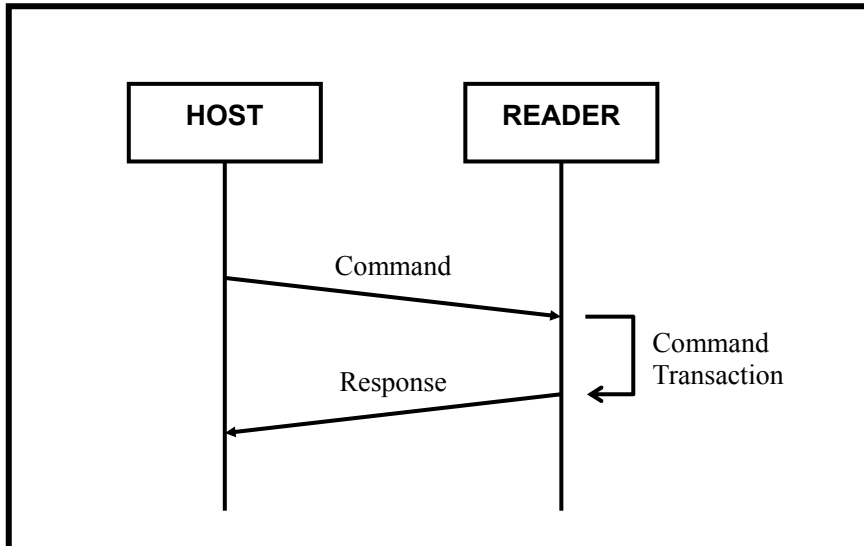 HOST
READER
Command
Command
Transaction
Response